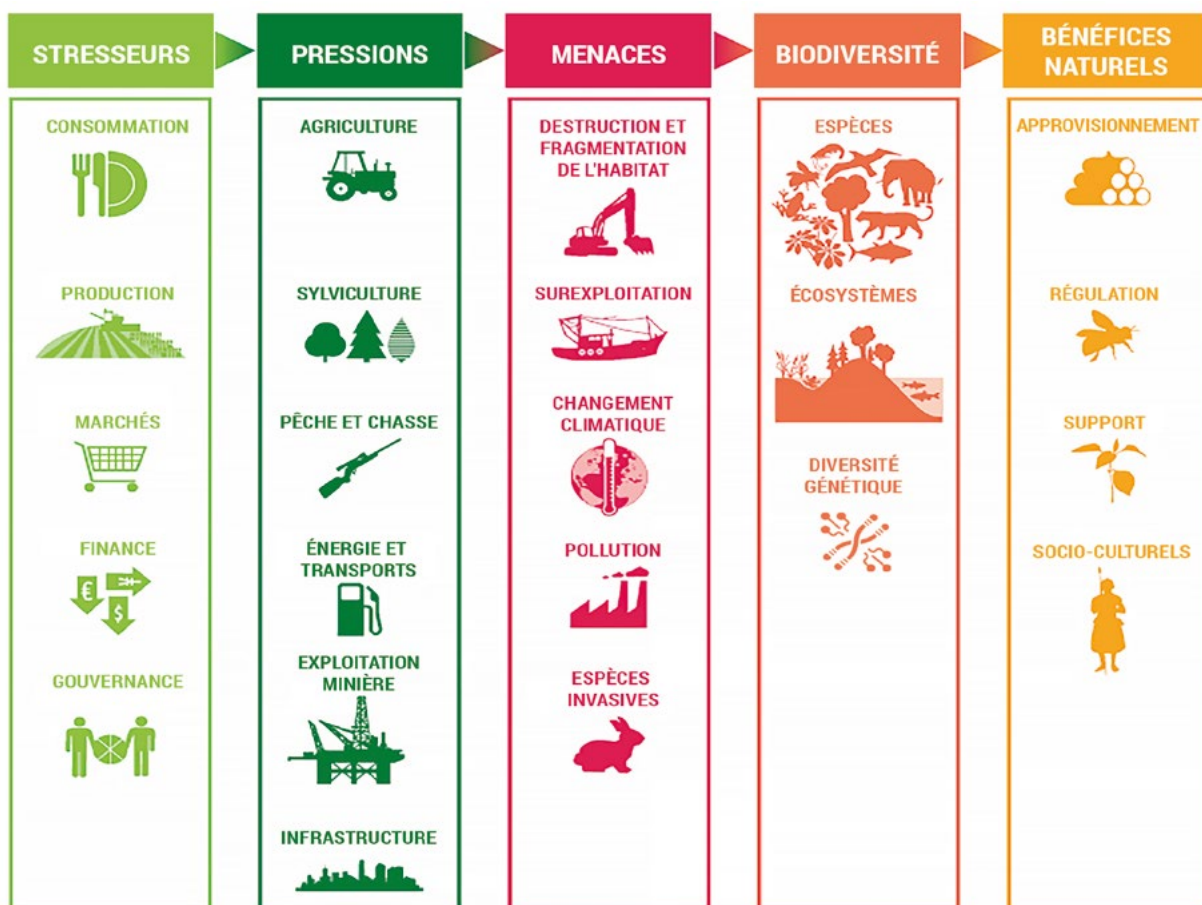 STRESSEURS
PRESSIONS
MENACES
BIODIVERSITÉ
BÉNÉFICES
NATURELS
CONSOMMATION
PRODUCTION
MARCHÉS
FINANCE
€
$
GOUVERNANCE
AGRICULTURE
SYLVICULTURE
PÊCHE ET CHASSE
ÉNERGIE ET
TRANSPORTS
EXPLOITATION
MINIÈRE
INFRASTRUCTURE
DESTRUCTION ET
FRAGMENTATION
DE L'HABITAT
SUREXPLOITATION
CHANGEMENT
CLIMATIQUE
POLLUTION
ESPÈCES
INVASIVES
ESPÈCES
ÉCOSYSTÈMES
DIVERSITÉ
GÉNÉTIQUE
APPROVISIONNEMENT
RÉGULATION
SUPPORT
SOCIO-CULTURELS